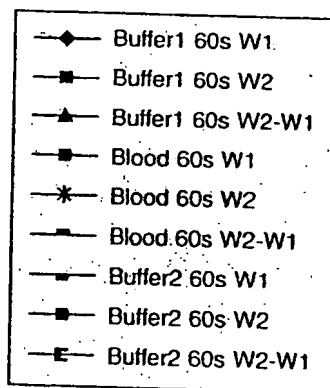 Buffer1 60s W1
Buffer1 60s W2
Buffer1 60s W2-W1
Blood 60s W1
Blood 60s W2
Blood 60s W2-W1
Buffer2 60s W1
Buffer2 60s W2
Buffer2 60s W2-W1